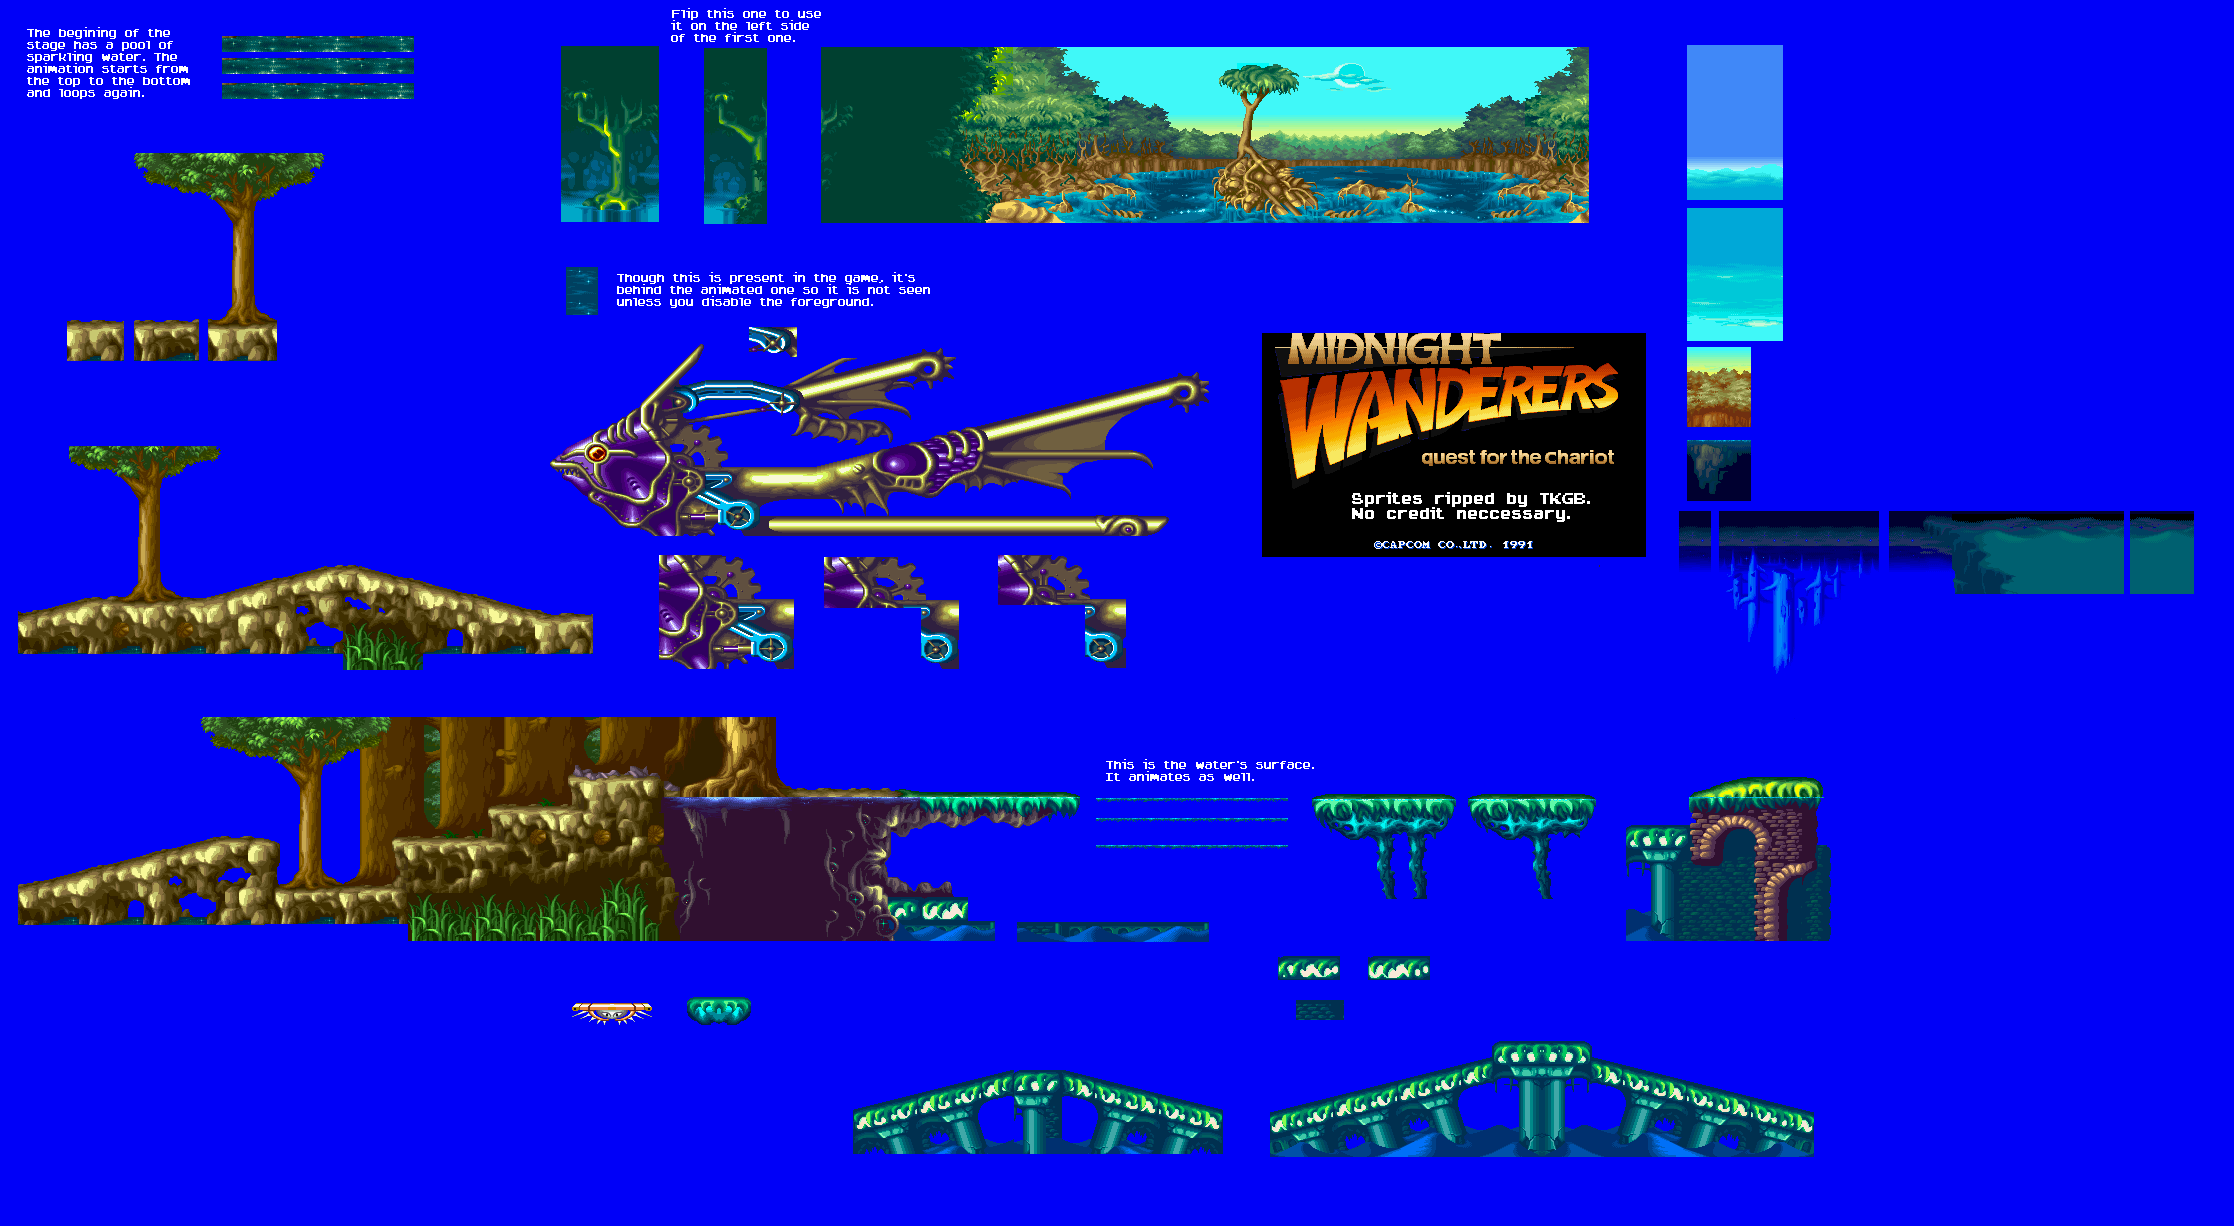 The begining of the
stage has a pool of
sparkling water. The
animation starts from
the top to the bottom
and loops again.
Flip this one to use
it on the left side
of the first one.
Though this is present in the game, it's
behind the animated one so it is not seen
unless you disable the foreground.
MIDNIGHT
WANDERERS
quest for the Chariot
Sprites ripped by TKGB.
No credit neccessary.
©CAPCOM CO.,LTD. 1991
This is the water's surface.
It animates as well.